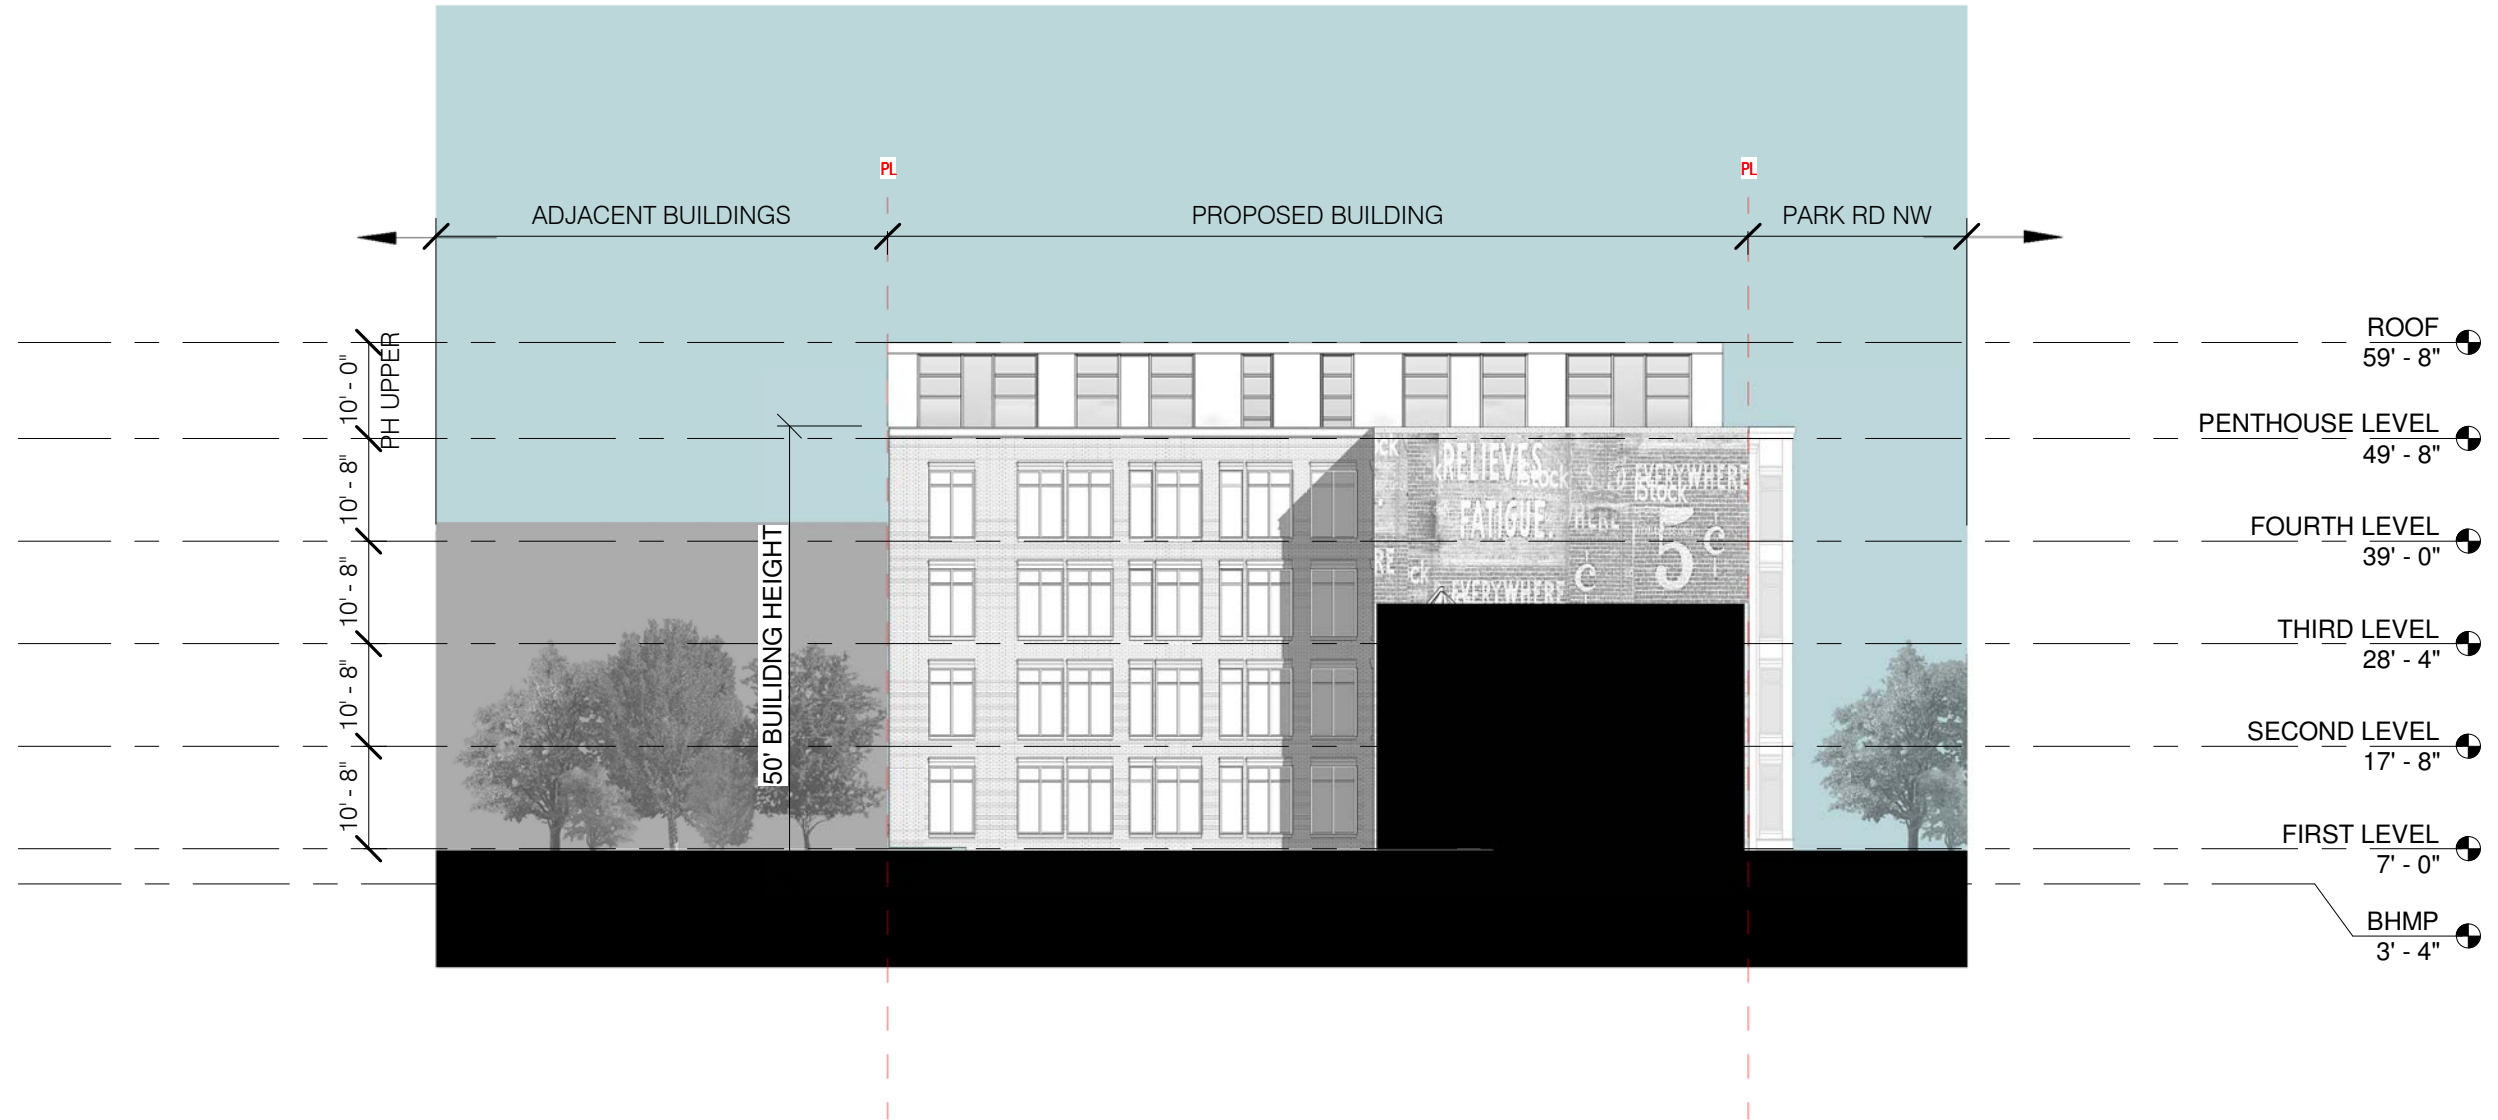 PL
PL
ADJACENT BUILDINGS
PROPOSED BUILDING
PARK RD NW
ROOF
59' - 8"
PENTHOUSE LEVEL
49' - 8"
FOURTH LEVEL
39' - 0"
THIRD LEVEL
28' - 4"
SECOND LEVEL
17' - 8"
FIRST LEVEL
7' - 0"
BHMP
3' - 4"
10' - 0"
PH UPPER
10' - 8"
10' - 8"
10' - 8"
10' - 8"
50' BUILIDNG HEIGHT
RELIEVES
FATIGUE.
EVERYWHERE
EVERYWHERE
5¢